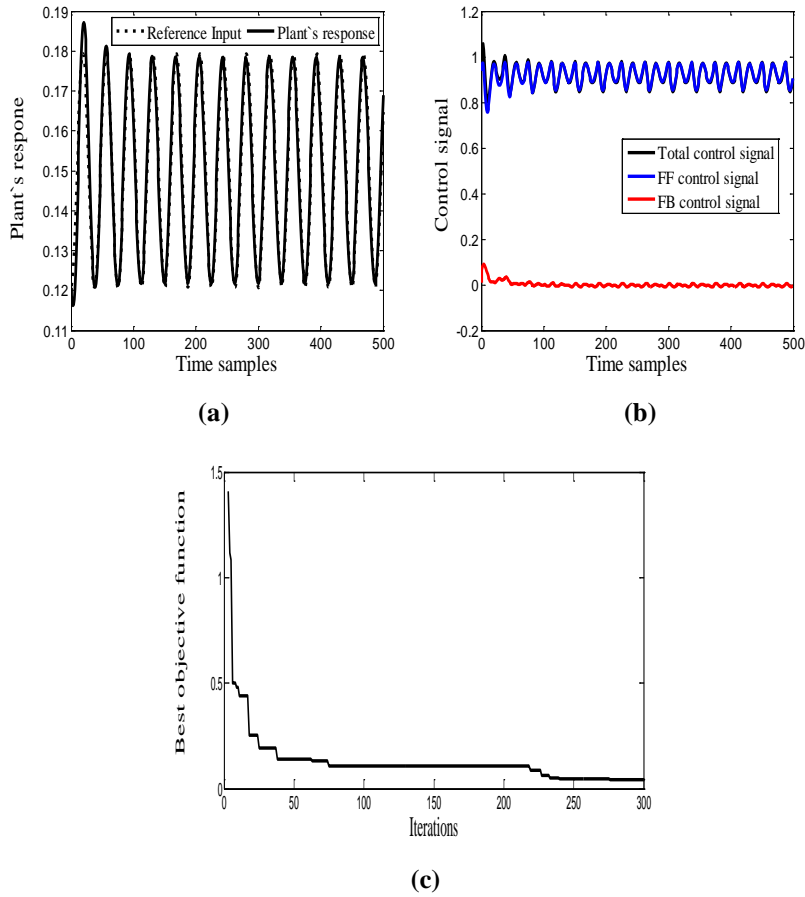 0.19
0.18
0.17
0.16
0.15
0.14
0.13
0.12
0.11
Plant`s respone
Reference Input Plant`s response
0 100 200 300 400 500
Time samples
(a)
1.2
1
0.8
0.6
0.4
0.2
0
-0.2
Control signal
Total control signal
FF control signal
FB control signal
0 100 200 300 400 500
Time samples
(b)
1.5
1
0.5
0
Best objective function
0 50 100 150 200 250 300
Iterations
(c)